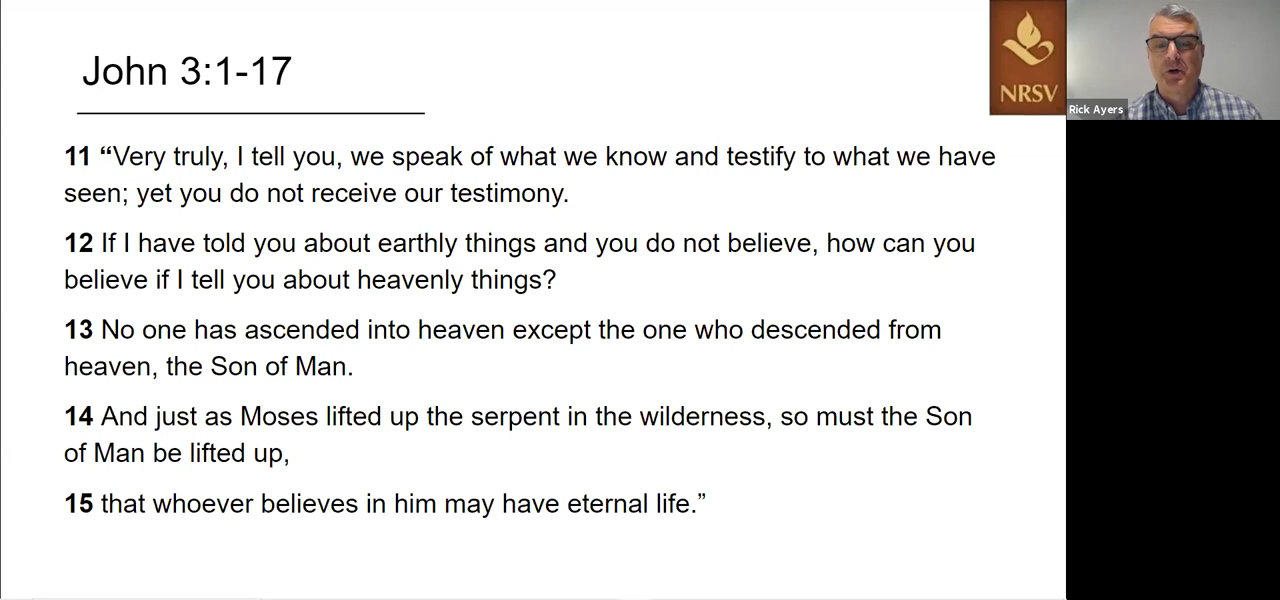 John 3:1-17
NRSV
Rick Ayers
11 “Very truly, I tell you, we speak of what we know and testify to what we have
seen; yet you do not receive our testimony.
12 If I have told you about earthly things and you do not believe, how can you
believe if I tell you about heavenly things?
13 No one has ascended into heaven except the one who descended from
heaven, the Son of Man.
14 And just as Moses lifted up the serpent in the wilderness, so must the Son
of Man be lifted up,
15 that whoever believes in him may have eternal life.”